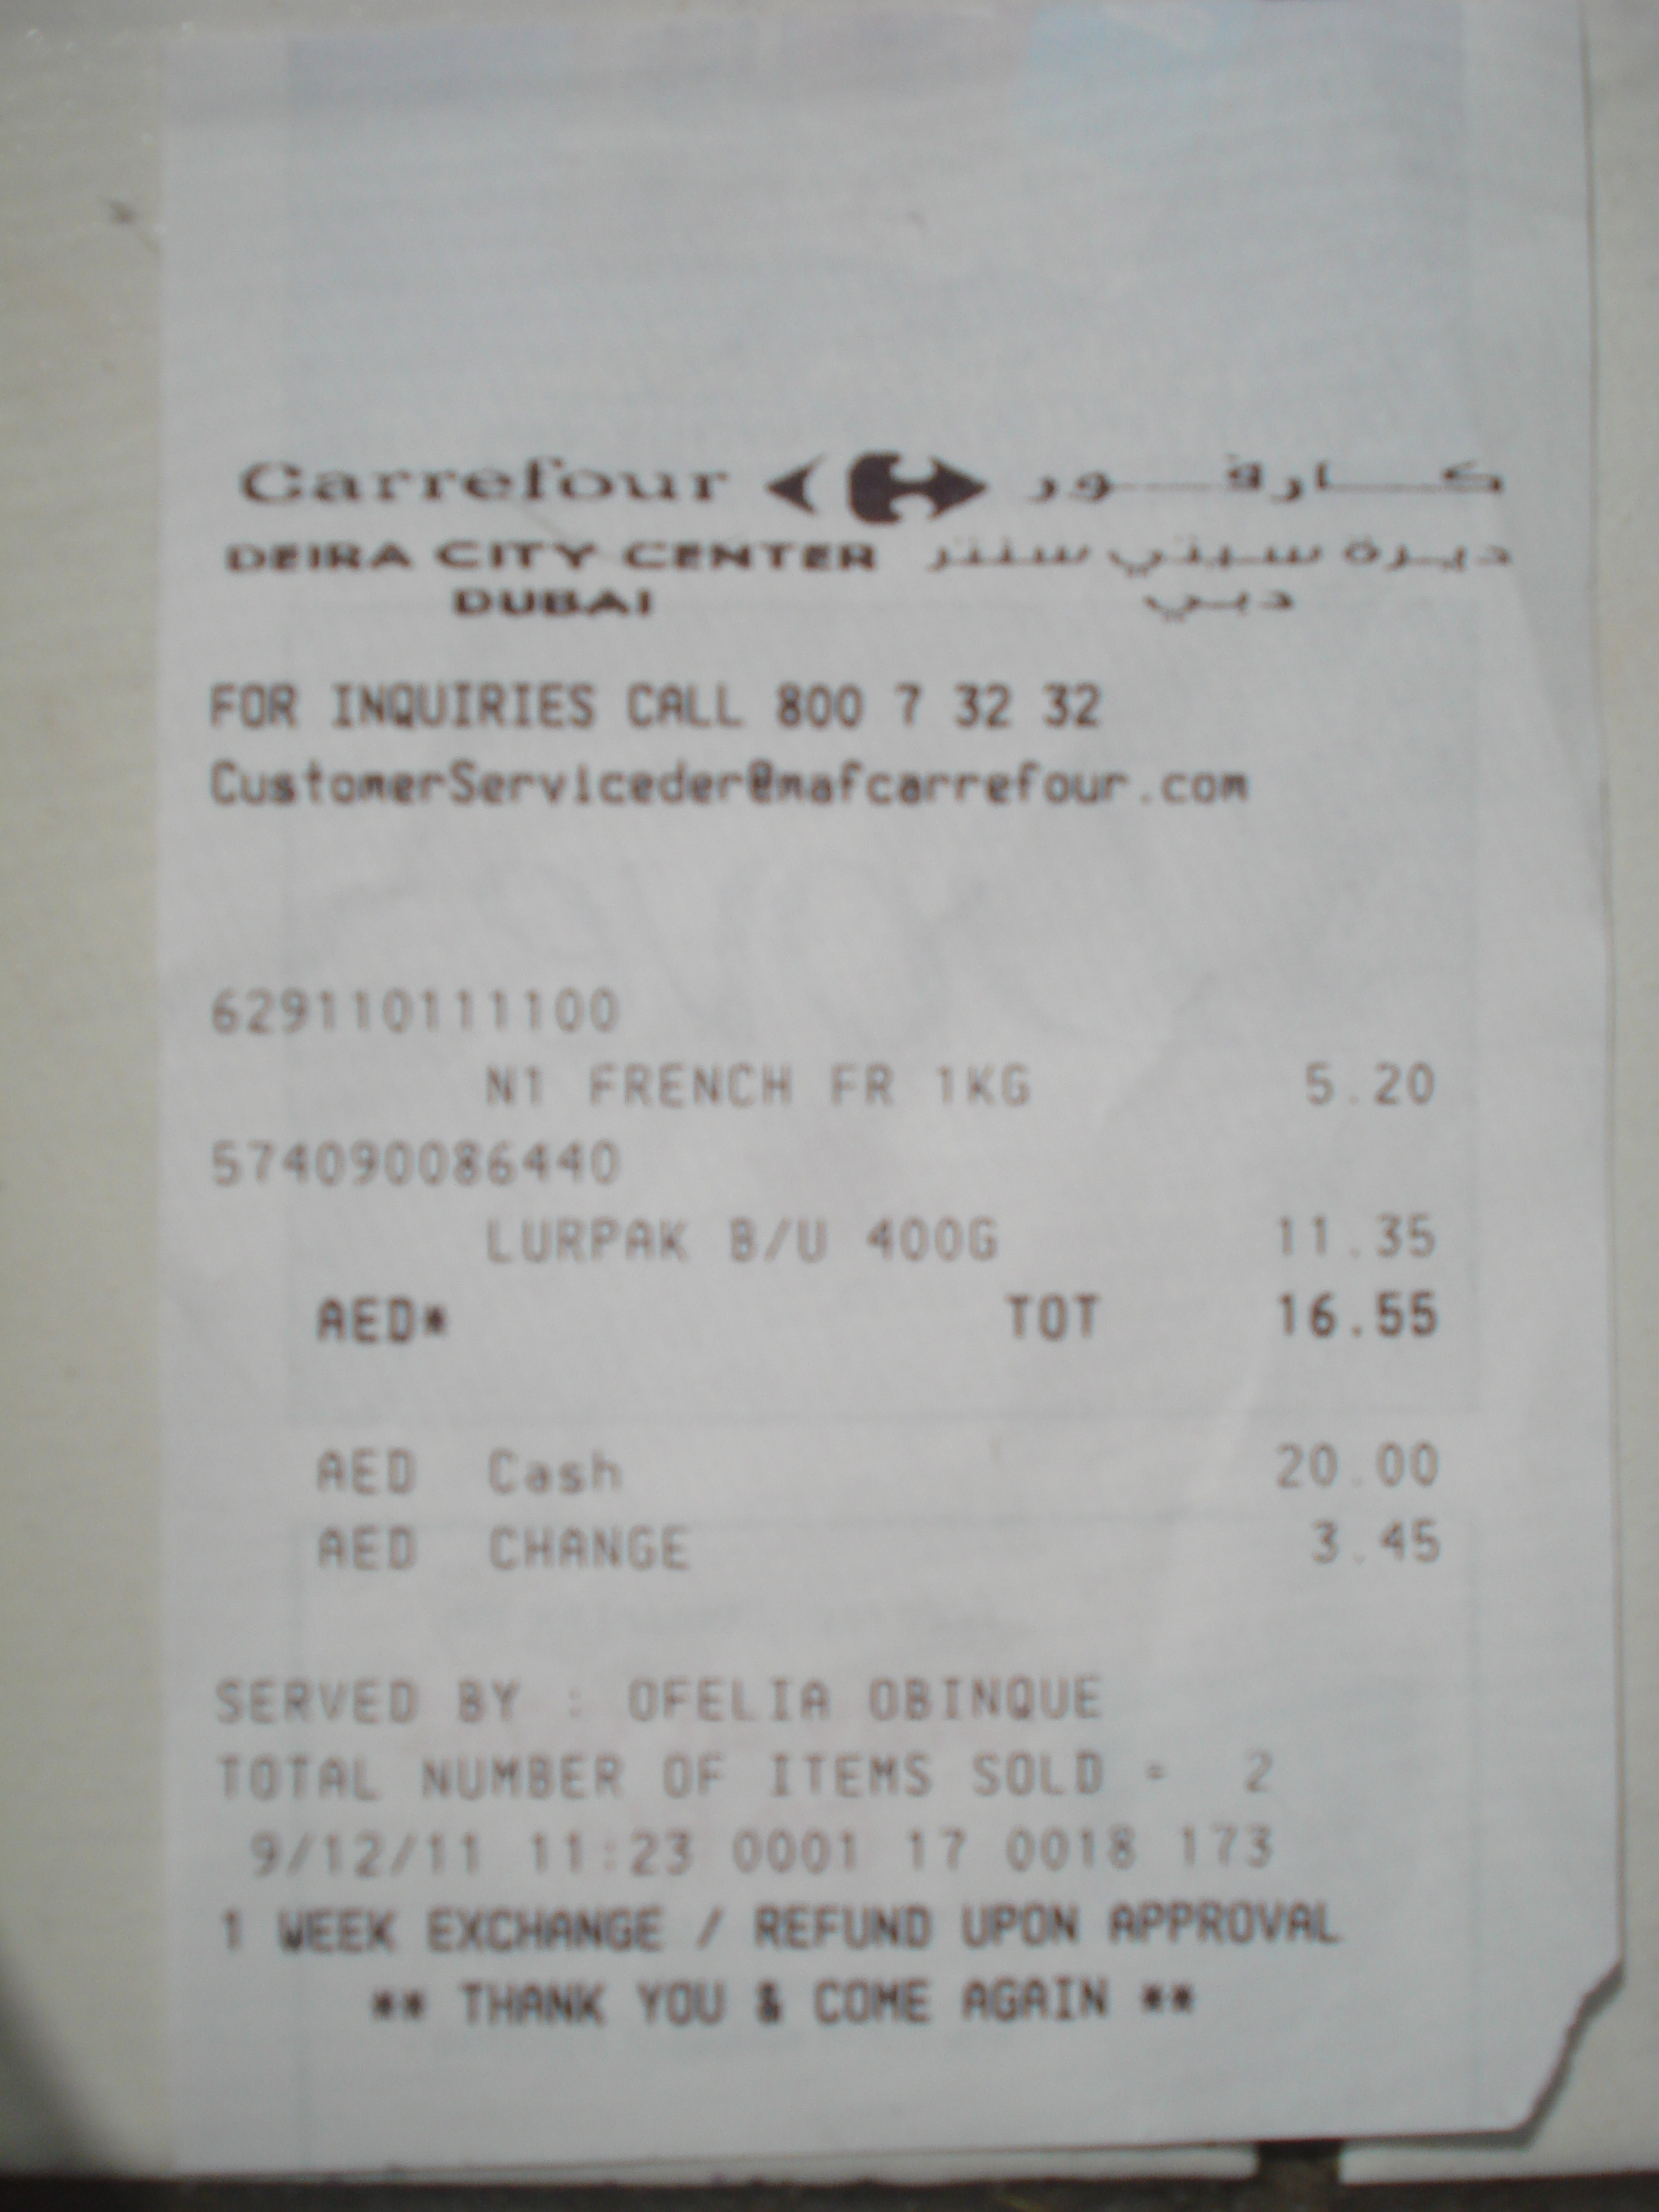 Carrefour كارفور
DEIRA CITY CENTER ديرة سيتي سنتر
DUBAI دبي
FOR INQUIRIES CALL 800 7 32 32
CustomerServiceder@mafcarrefour.com
629110111100
N1 FRENCH FR 1KG 5.20
574090086440
LURPAK B/U 400G 11.35
AED* TOT 16.55
AED Cash 20.00
AED CHANGE 3.45
SERVED BY : OFELIA OBINQUE
TOTAL NUMBER OF ITEMS SOLD = 2
9/12/11 11:23 0001 17 0018 173
1 WEEK EXCHANGE / REFUND UPON APPROVAL
** THANK YOU & COME AGAIN **